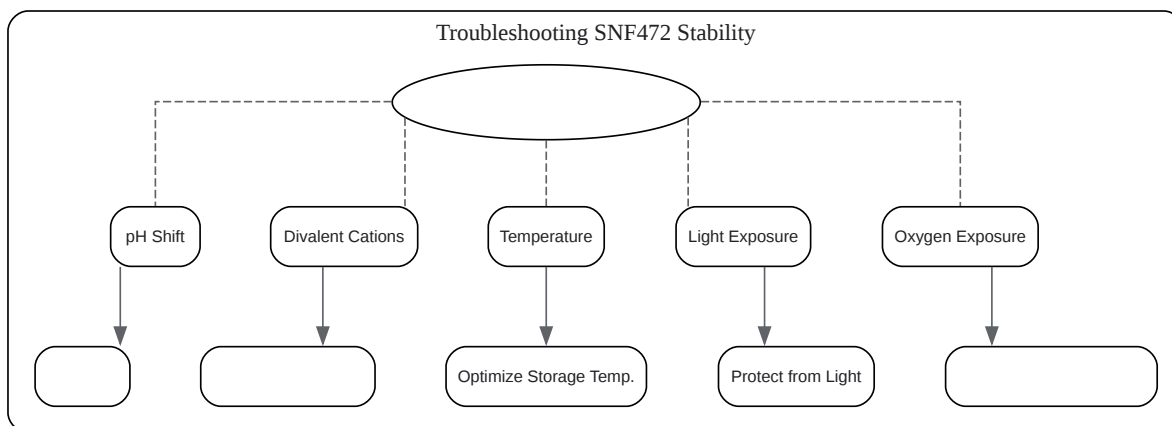 Troubleshooting SNF472 Stability
pH Shift
Divalent Cations
Temperature
Light Exposure
Oxygen Exposure
Optimize Storage Temp.
Protect from Light